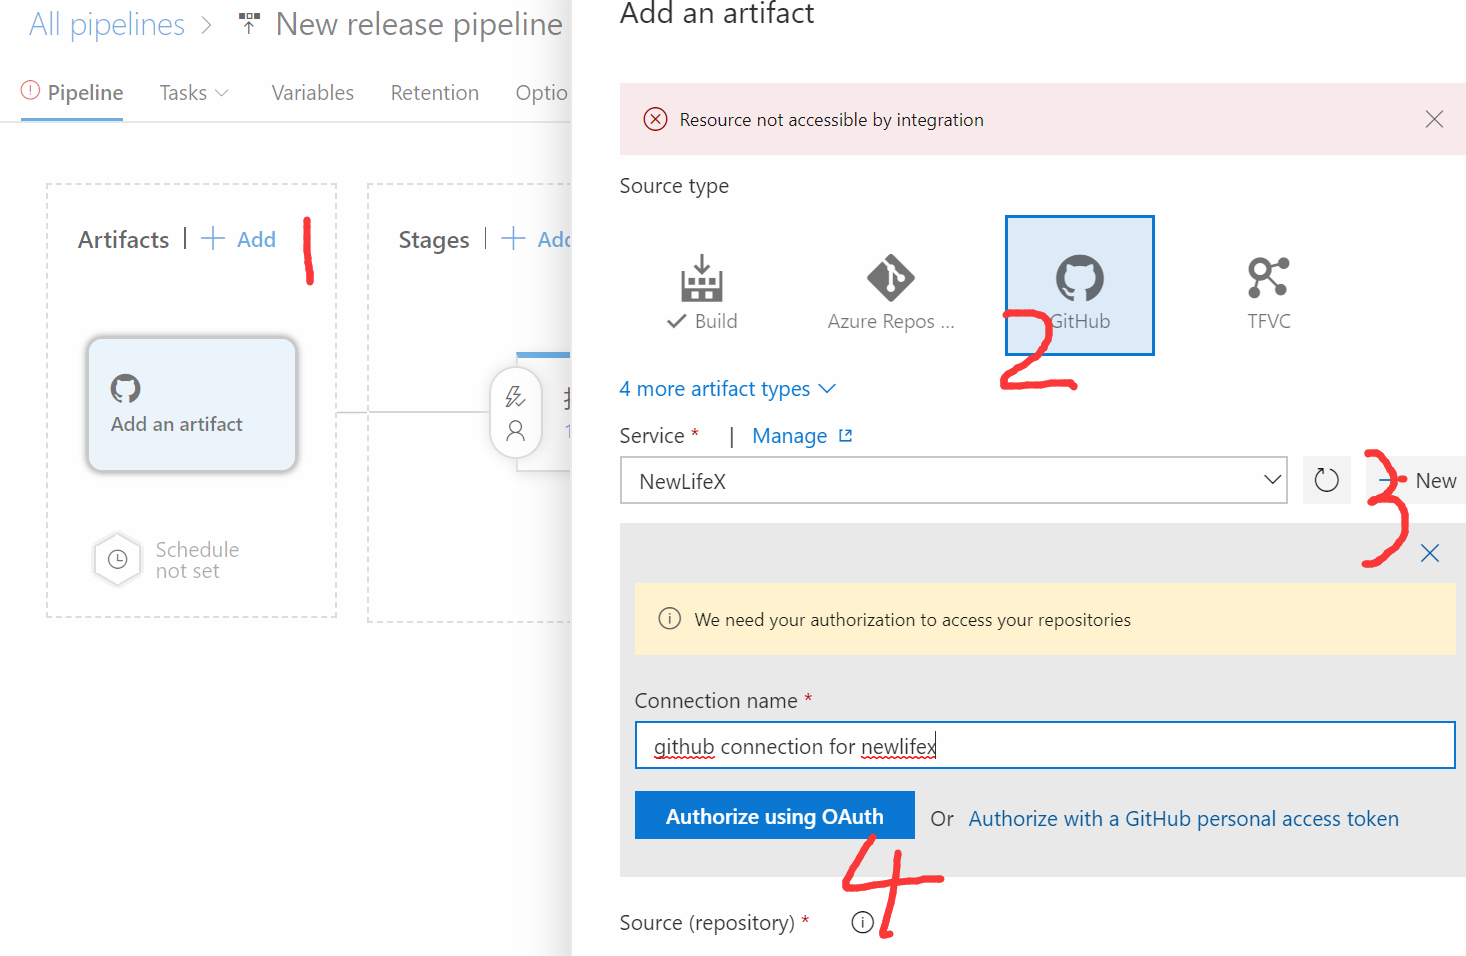 All pipelines > New release pipeline
Pipeline Tasks Variables Retention Optio
Artifacts | + Add
1
Stages | + Add
Add an artifact
Schedule
not set
Add an artifact
Resource not accessible by integration
Source type
Build
Azure Repos ...
GitHub
TFVC
2
4 more artifact types
Service * | Manage
NewLifeX
+ New
3
We need your authorization to access your repositories
Connection name *
github connection for newlifex
Authorize using OAuth Or Authorize with a GitHub personal access token
4
Source (repository) *